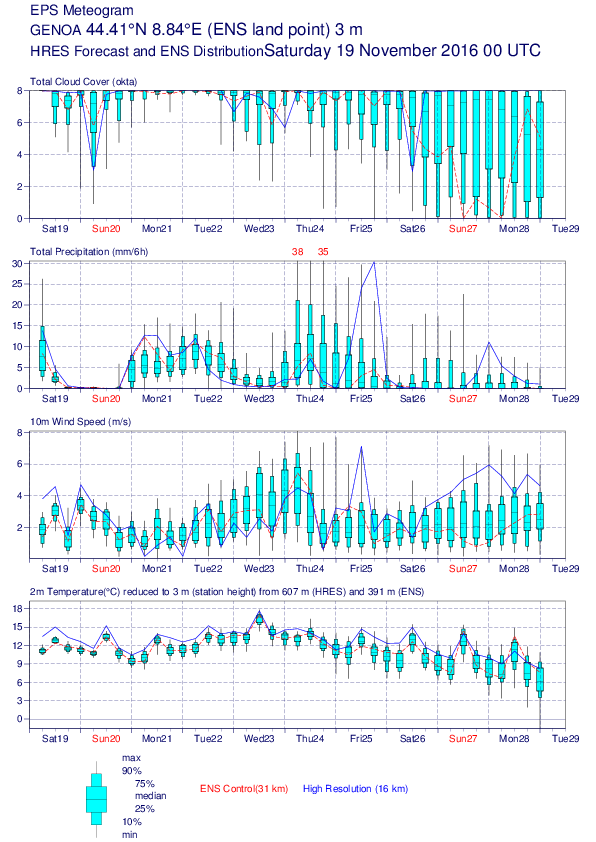 EPS Meteogram
GENOA 44.41°N 8.84°E (ENS land point) 3 m
HRES Forecast and ENS Distribution Saturday 19 November 2016 00 UTC
Total Cloud Cover (okta)
8
6
4
2
0
Sat19 Sun20 Mon21 Tue22 Wed23 Thu24 Fri25 Sat26 Sun27 Mon28 Tue29
Total Precipitation (mm/6h)
38 35
30
25
20
15
10
5
0
Sat19 Sun20 Mon21 Tue22 Wed23 Thu24 Fri25 Sat26 Sun27 Mon28 Tue29
10m Wind Speed (m/s)
8
6
4
2
Sat19 Sun20 Mon21 Tue22 Wed23 Thu24 Fri25 Sat26 Sun27 Mon28 Tue29
2m Temperature(°C) reduced to 3 m (station height) from 607 m (HRES) and 391 m (ENS)
18
15
12
9
6
3
0
Sat19 Sun20 Mon21 Tue22 Wed23 Thu24 Fri25 Sat26 Sun27 Mon28 Tue29
max
90%
75%
median
25%
10%
min
ENS Control(31 km) High Resolution (16 km)